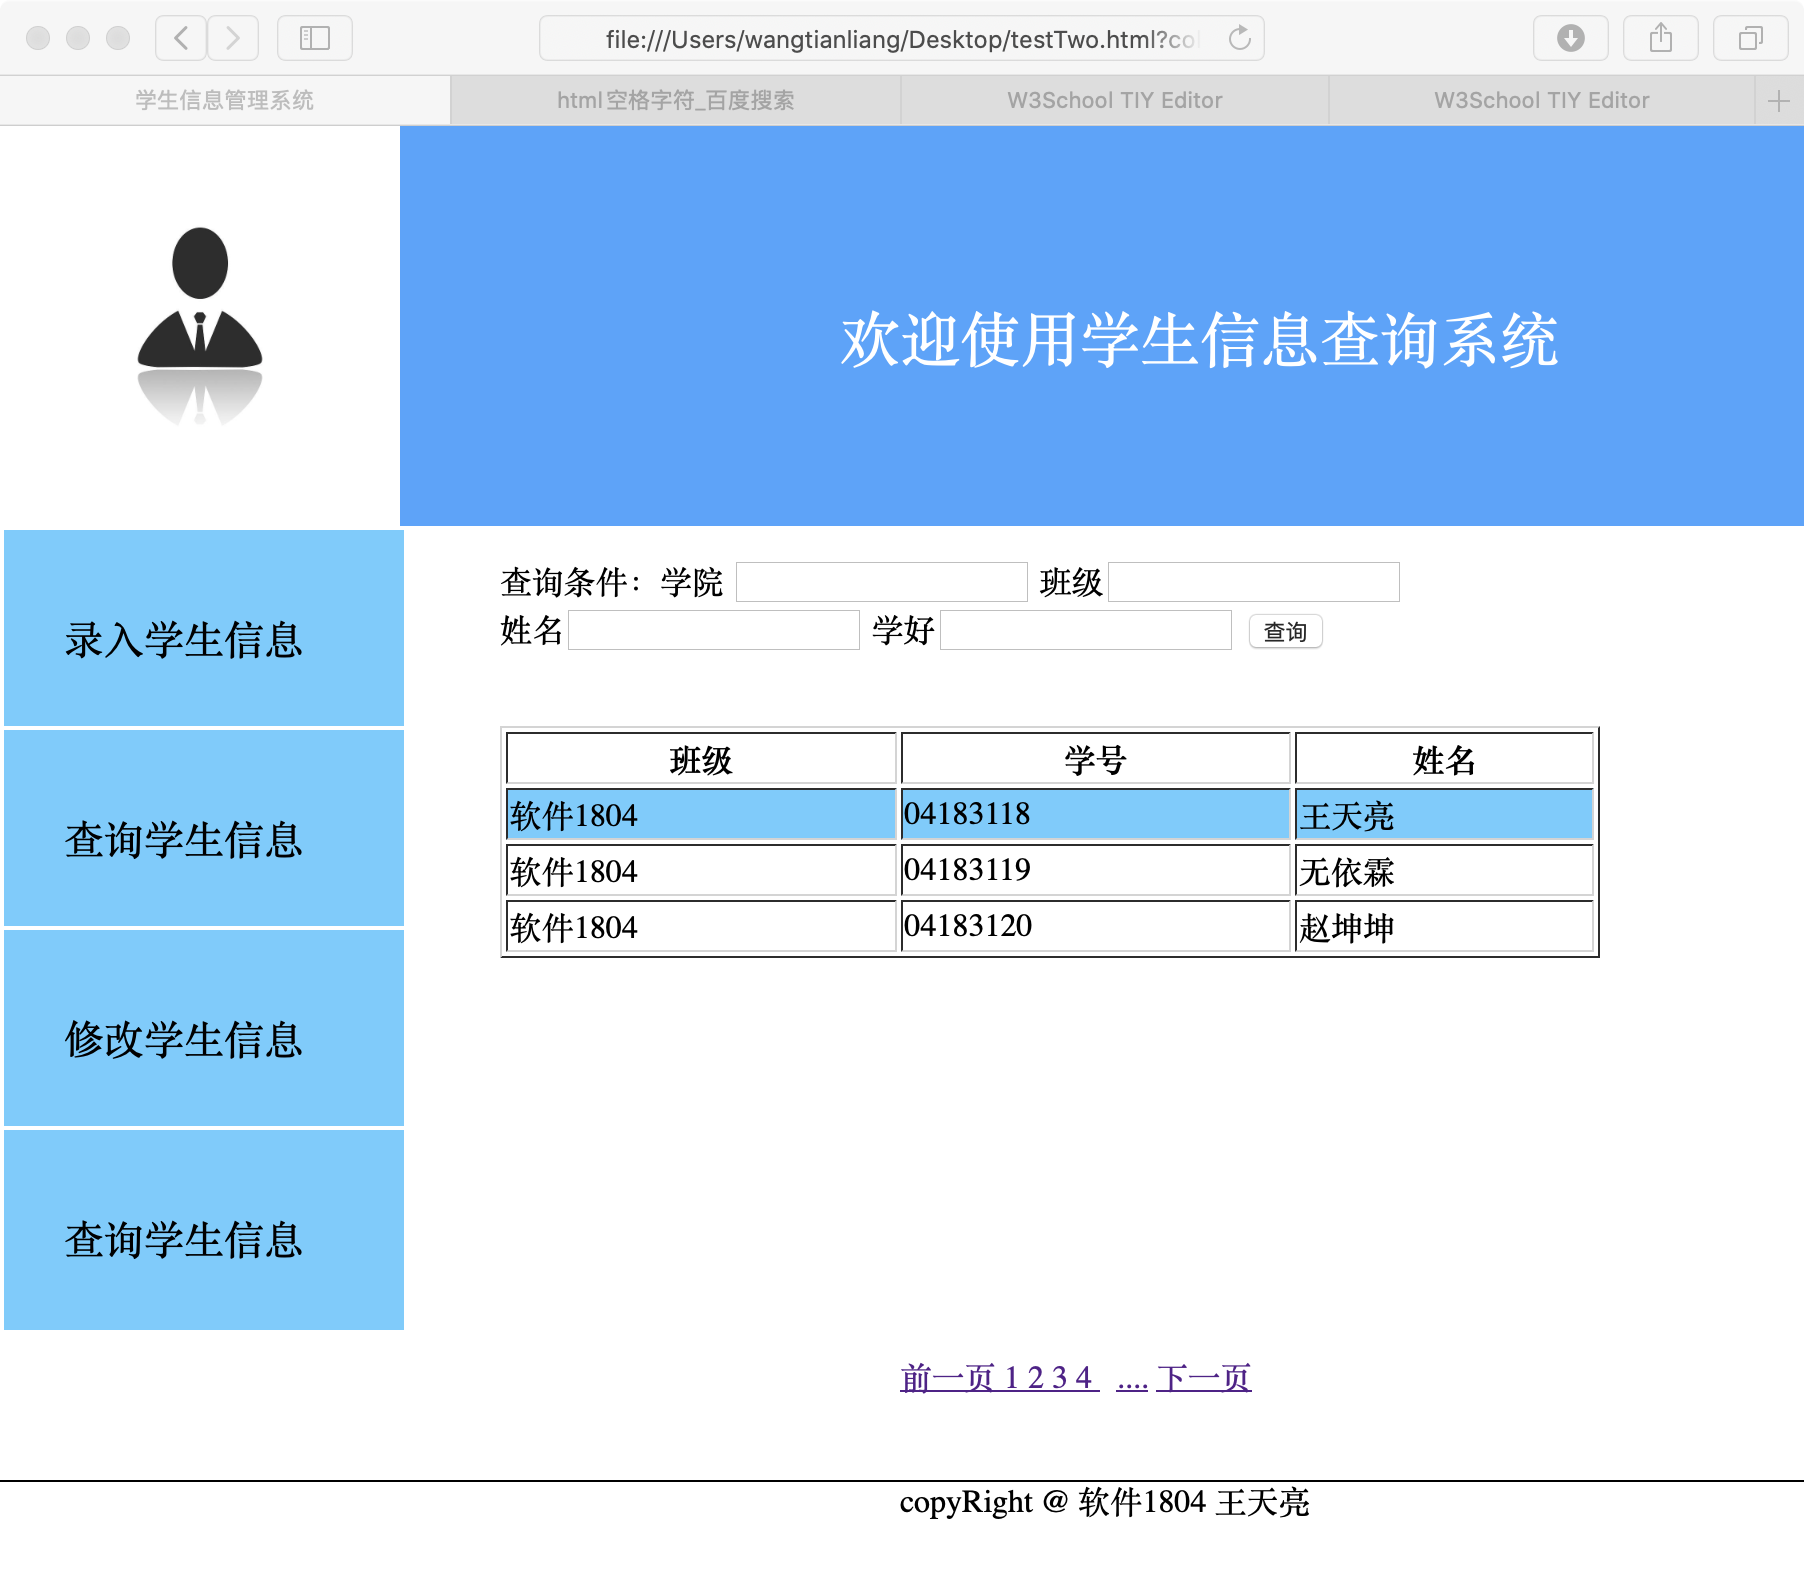 file:///Users/wangtianliang/Desktop/testTwo.html?co
学生信息管理系统
html空格字符_百度搜索
W3School TIY Editor
W3School TIY Editor
欢迎使用学生信息查询系统
录入学生信息
查询学生信息
修改学生信息
查询学生信息
查询条件：学院 班级
姓名 学好 查询
班级 学号 姓名
软件1804 04183118 王天亮
软件1804 04183119 无依霖
软件1804 04183120 赵坤坤
前一页 1 2 3 4 .... 下一页
copyRight @ 软件1804 王天亮